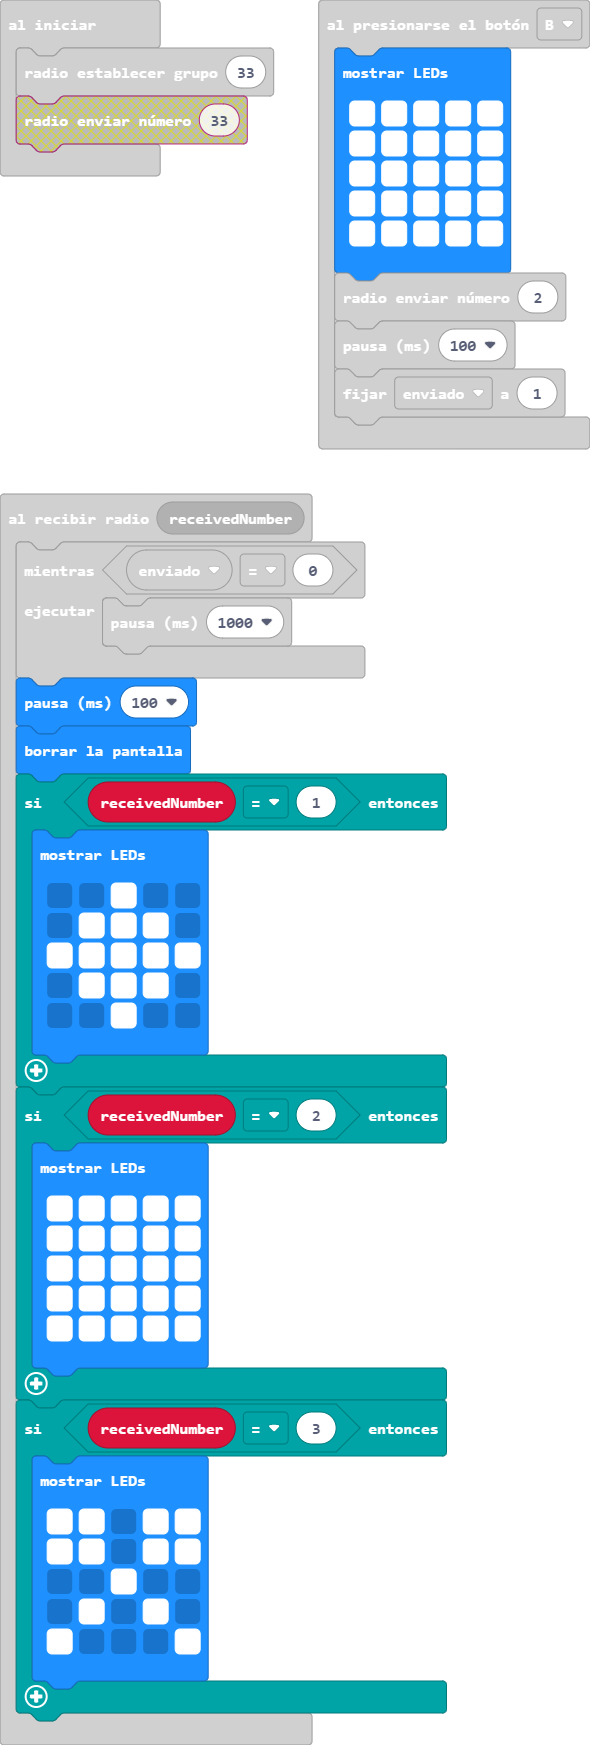 al iniciar
radio establecer grupo 33
radio enviar número 33
al presionarse el botón B
mostrar LEDs
radio enviar número 2
pausa (ms) 100
fijar enviado a 1
al recibir radio receivedNumber
mientras enviado = 0
ejecutar pausa (ms) 1000
pausa (ms) 100
borrar la pantalla
si receivedNumber = 1 entonces
mostrar LEDs
si receivedNumber = 2 entonces
mostrar LEDs
si receivedNumber = 3 entonces
mostrar LEDs